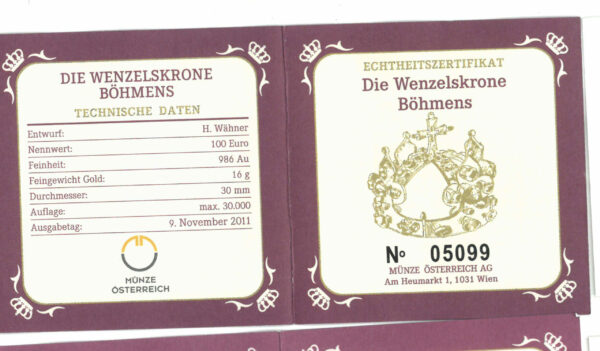 DIE WENZELSKRONE
BÖHMENS
TECHNISCHE DATEN
Entwurf: H. Wähner
Nennwert: 100 Euro
Feinheit: 986 Au
Feingewicht Gold: 16 g
Durchmesser: 30 mm
Auflage: max. 30.000
Ausgabetag: 9. November 2011
MÜNZE
ÖSTERREICH
ECHTHEITSZERTIFIKAT
Die Wenzelskrone
Böhmens
Nº 05099
MÜNZE ÖSTERREICH AG
Am Heumarkt 1, 1031 Wien